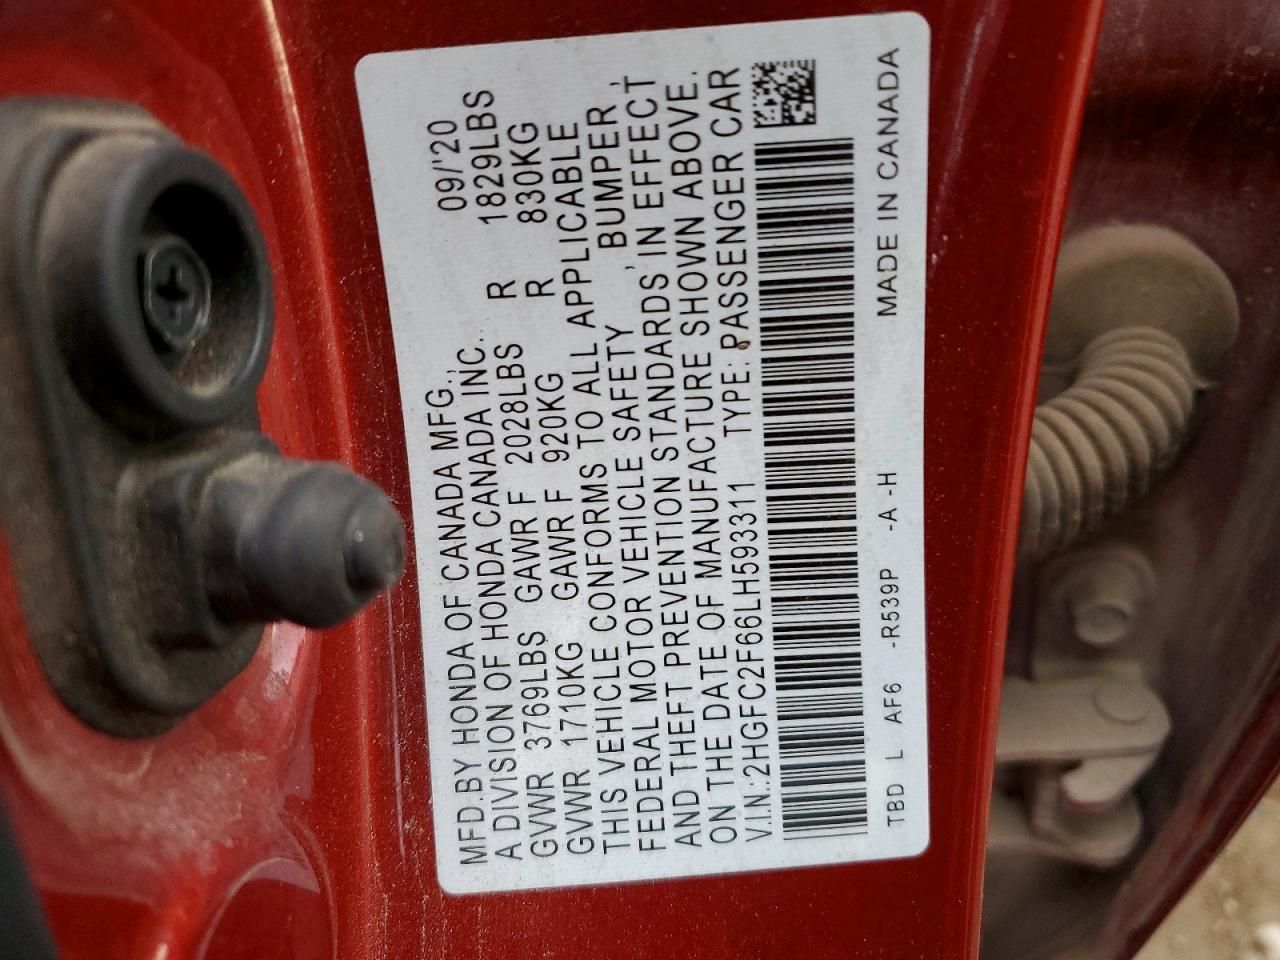 MFD.BY HONDA OF CANADA MFG., 09/'20
A DIVISION OF HONDA CANADA INC.
GVWR 3769LBS GAWR F 2028LBS R 1829LBS
GVWR 1710KG GAWR F 920KG R 830KG
THIS VEHICLE CONFORMS TO ALL APPLICABLE
FEDERAL MOTOR VEHICLE SAFETY, BUMPER,
AND THEFT PREVENTION STANDARDS IN EFFECT
ON THE DATE OF MANUFACTURE SHOWN ABOVE.
V.I.N.:2HGFC2F66LH593311 TYPE: PASSENGER CAR
TBD L AF6 -R539P -A -H MADE IN CANADA